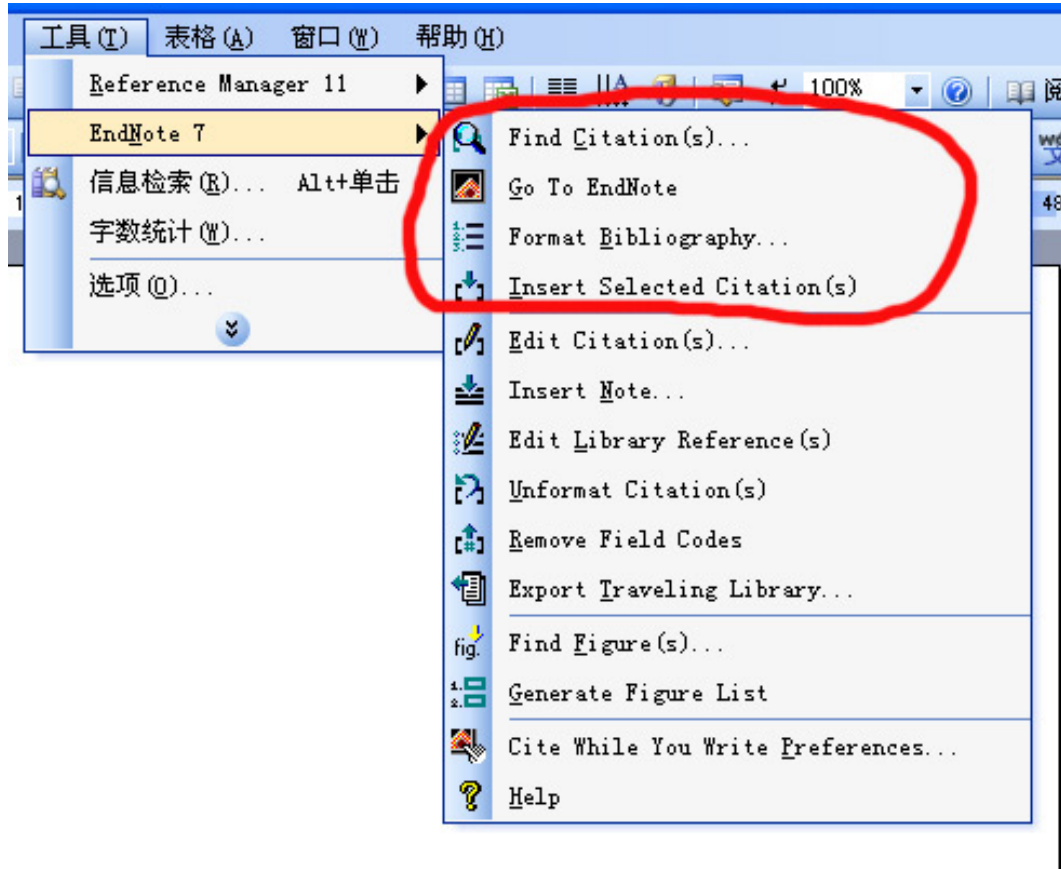 工具(T) 表格(A) 窗口(W) 帮助(H)
100% 阅
Reference Manager 11
EndNote 7
信息检索(R)... Alt+单击
字数统计(W)...
选项(O)...
48
Find Citation(s)...
Go To EndNote
Format Bibliography...
Insert Selected Citation(s)
Edit Citation(s)...
Insert Note...
Edit Library Reference(s)
Unformat Citation(s)
Remove Field Codes
Export Traveling Library...
fig. Find Figure(s)...
Generate Figure List
Cite While You Write Preferences...
Help